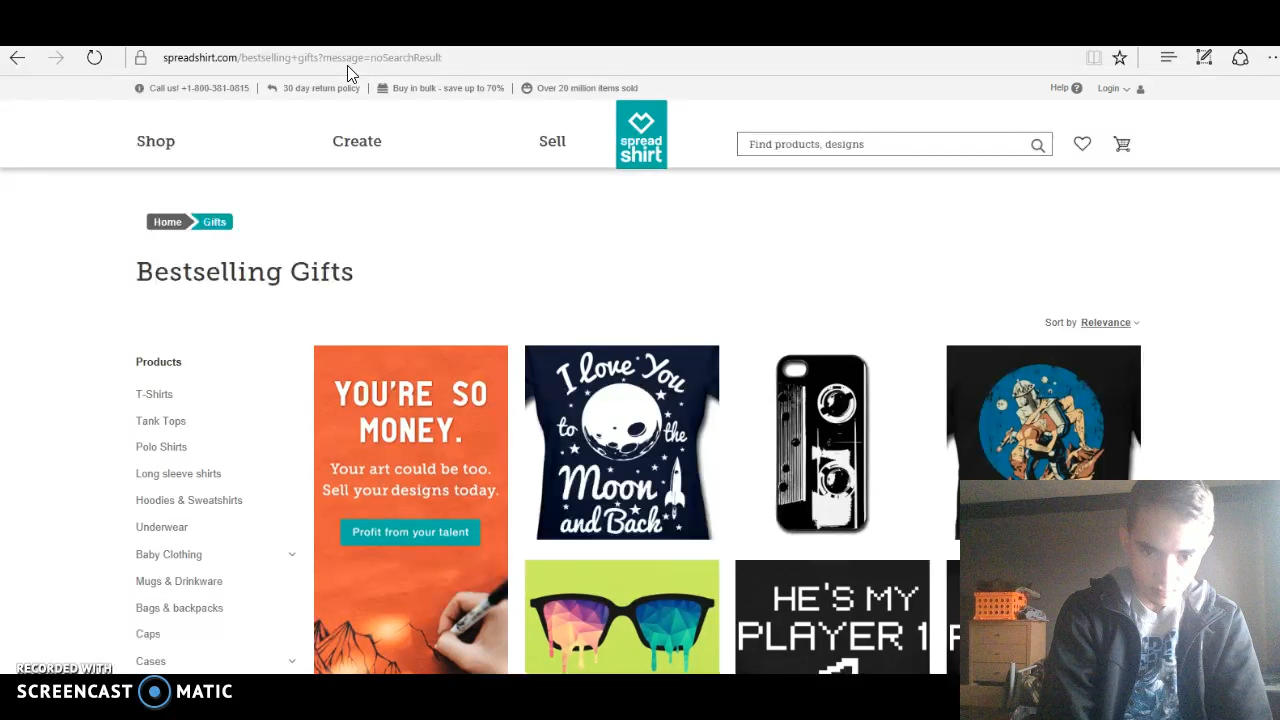 spreadshirt.com/bestselling+gifts?message=noSearchResult
Call us! +1-800-381-0815 | 30 day return policy | Buy in bulk - save up to 70% | Over 20 million items sold
Help ?
Login
Shop
Create
Sell
spread
shirt
Find products, designs
Home
Gifts
Bestselling Gifts
Sort by Relevance
Products
T-Shirts
Tank Tops
Polo Shirts
Long sleeve shirts
Hoodies & Sweatshirts
Underwear
Baby Clothing
Mugs & Drinkware
Bags & backpacks
Caps
Cases
YOU'RE SO
MONEY.
Your art could be too.
Sell your designs today.
Profit from your talent
I love You
to the
Moon
and Back
HE'S MY
PLAYER 1
RECORDED WITH
SCREENCAST MATIC